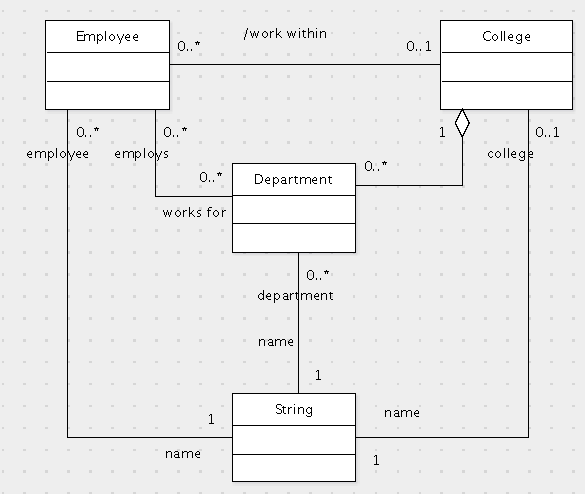 Employee
/work within
College
0..*
0..1
0..*
0..*
1
0..1
employee
employs
college
0..*
Department
0..*
works for
0..*
department
name
1
String
1
name
name
1